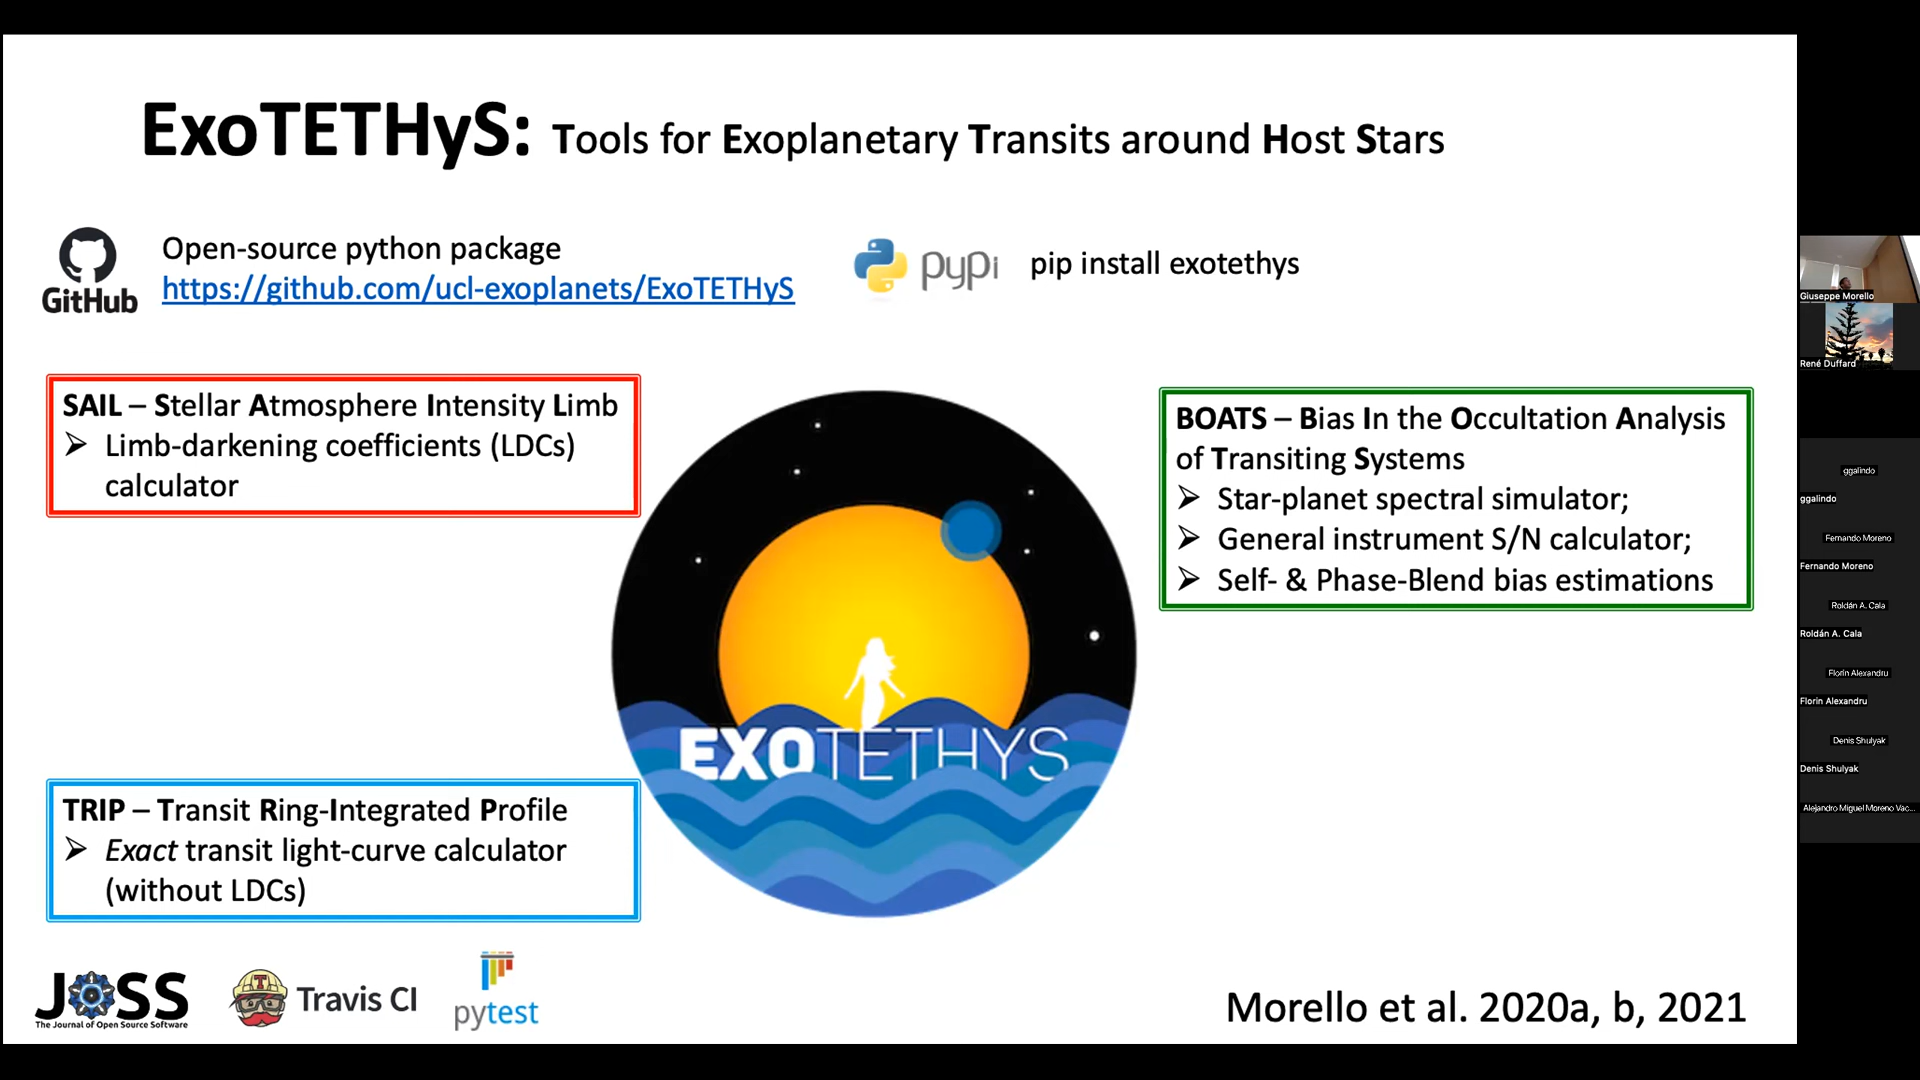 ExoTETHyS: Tools for Exoplanetary Transits around Host Stars
GitHub
Open-source python package
https://github.com/ucl-exoplanets/ExoTETHyS
pypi
pip install exotethys
SAIL – Stellar Atmosphere Intensity Limb
➢ Limb-darkening coefficients (LDCs)
calculator
BOATS – Bias In the Occultation Analysis
of Transiting Systems
➢ Star-planet spectral simulator;
➢ General instrument S/N calculator;
➢ Self- & Phase-Blend bias estimations
EXOTETHYS
TRIP – Transit Ring-Integrated Profile
➢ Exact transit light-curve calculator
(without LDCs)
JOSS
The Journal of Open Source Software
T
Travis CI
pytest
Morello et al. 2020a, b, 2021
Giuseppe Morello
René Duffard
ggalindo
ggalindo
Fernando Moreno
Fernando Moreno
Roldán A. Cala
Roldán A. Cala
Florin Alexandru
Florin Alexandru
Denis Shulyak
Denis Shulyak
Alejandro Miguel Moreno Vac...